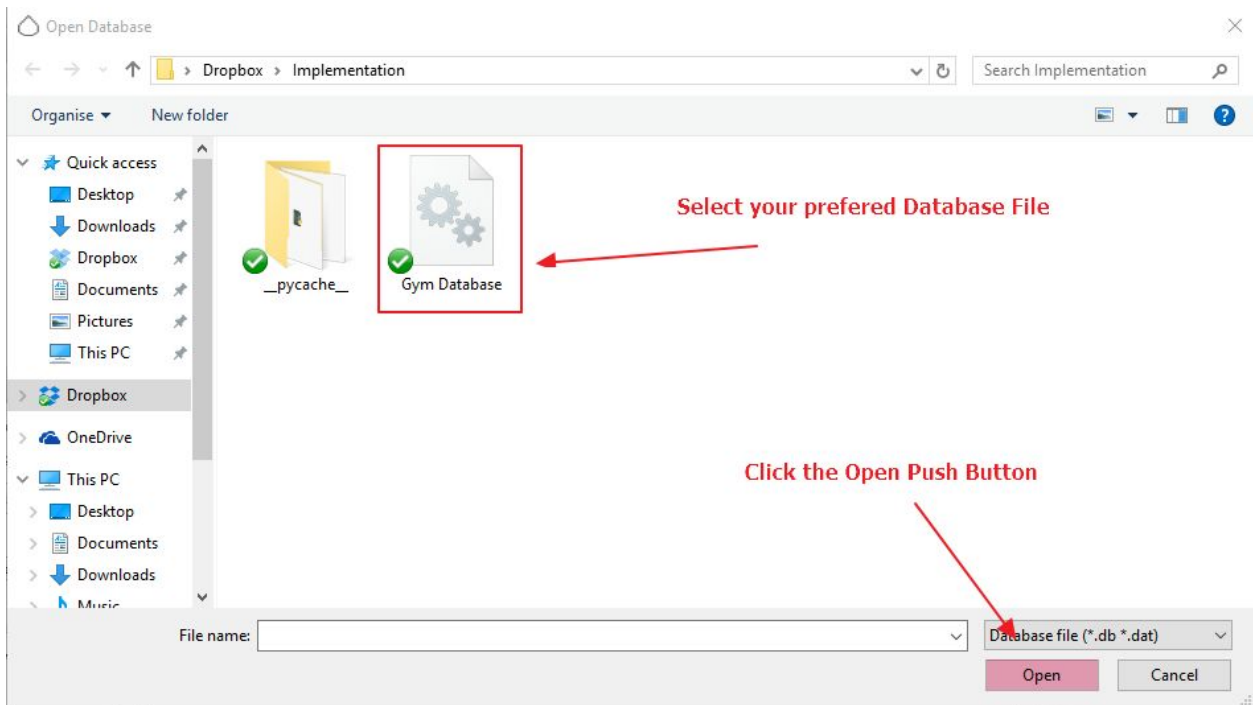 Open Database
Dropbox > Implementation
Search Implementation
Organise
New folder
Quick access
Desktop
Downloads
Dropbox
Documents
Pictures
This PC
Dropbox
OneDrive
This PC
Desktop
Documents
Downloads
Music
__pycache__
Gym Database
Select your prefered Database File
Click the Open Push Button
File name:
Database file (*.db *.dat)
Open
Cancel